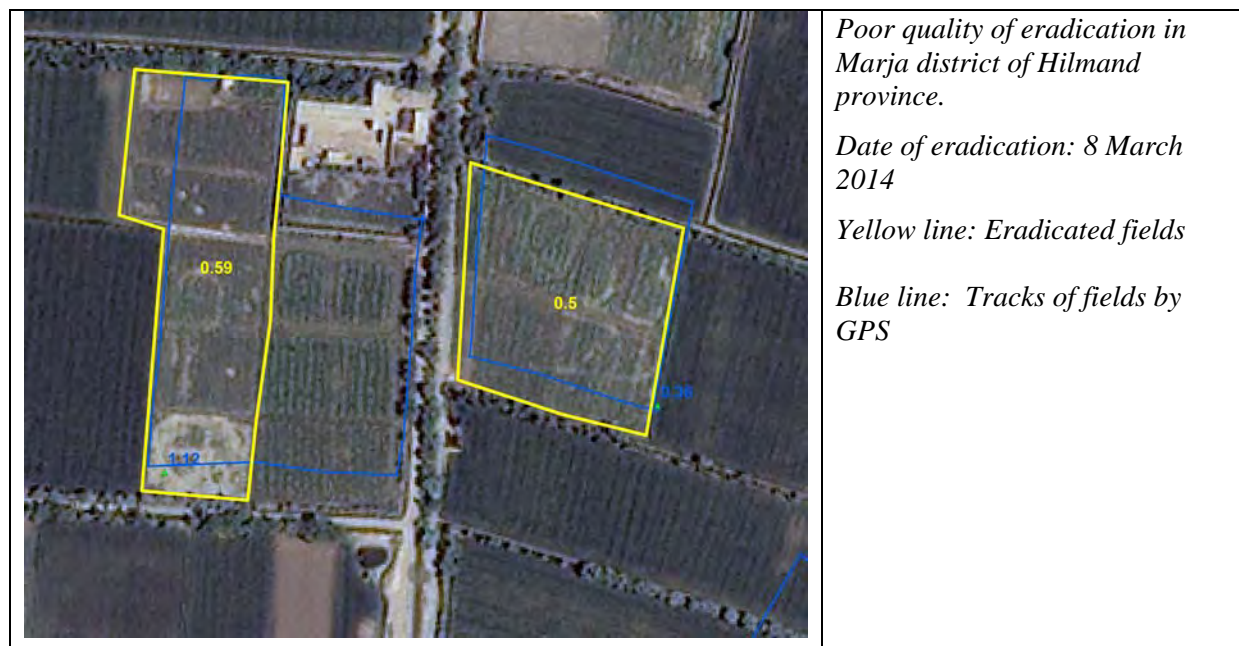 0.59
0.5
0.36
1.12
Poor quality of eradication in
Marja district of Hilmand
province.
Date of eradication: 8 March
2014
Yellow line: Eradicated fields
Blue line: Tracks of fields by
GPS